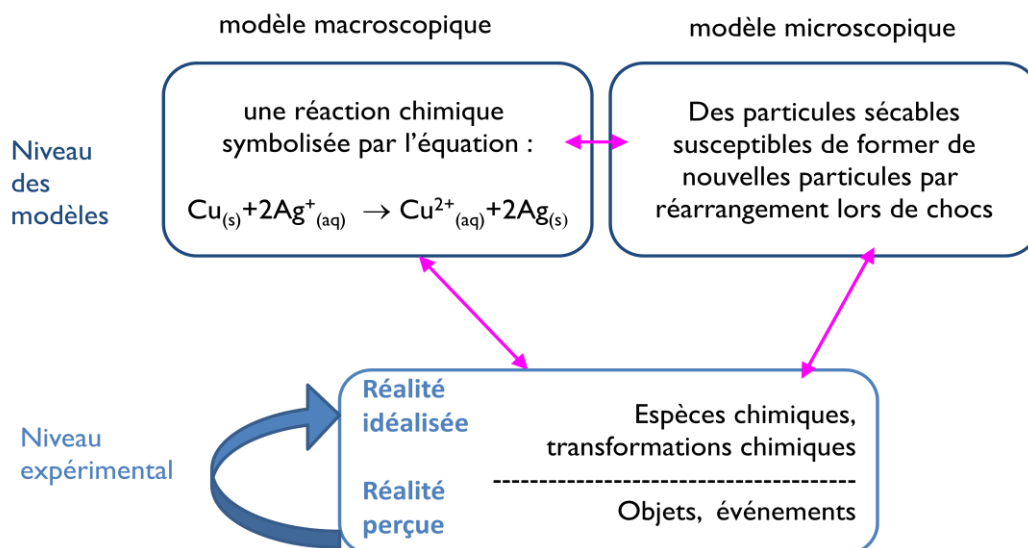 modèle macroscopique
modèle microscopique
Niveau
des
modèles
une réaction chimique
symbolisée par l'équation :
Cu(s)+2Ag⁺(aq) → Cu²⁺(aq)+2Ag(s)
Des particules sécables
susceptibles de former de
nouvelles particules par
réarrangement lors de chocs
Niveau
expérimental
Réalité
idéalisée
Espèces chimiques,
transformations chimiques
Réalité
perçue
Objets, événements